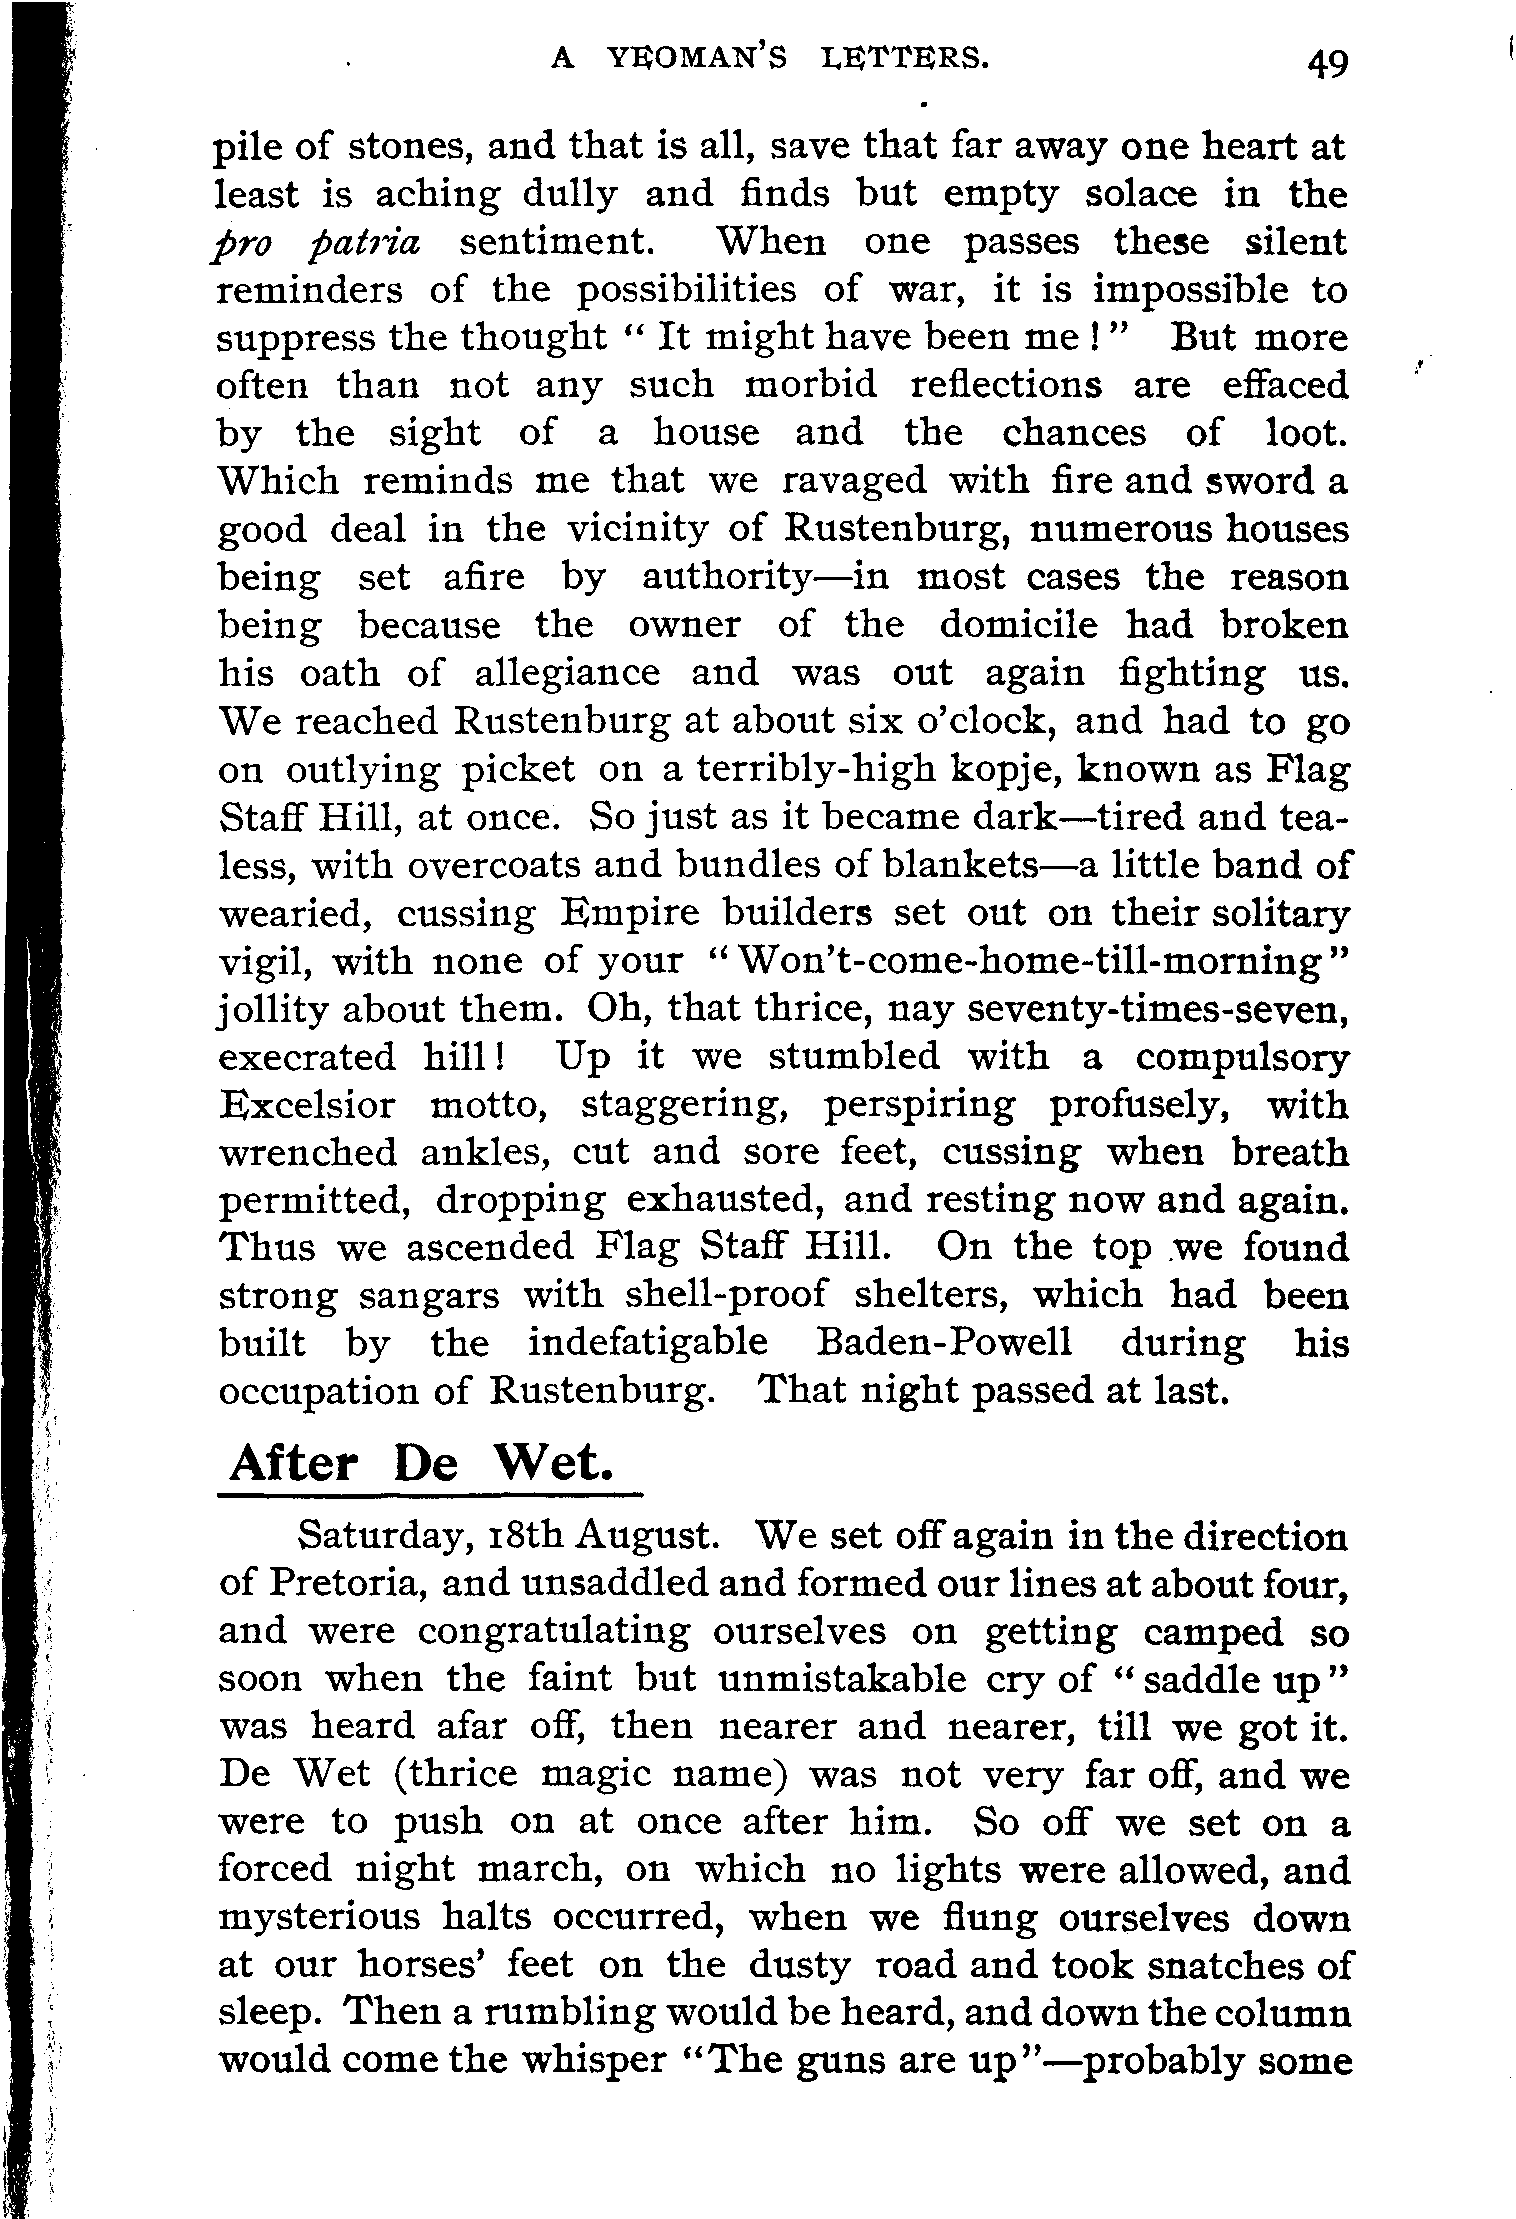 A YEOMAN'S LETTERS. 49
pile of stones, and that is all, save that far away one heart at
least is aching dully and finds but empty solace in the
pro patria sentiment. When one passes these silent
reminders of the possibilities of war, it is impossible to
suppress the thought “ It might have been me ! ” But more
often than not any such morbid reflections are effaced
by the sight of a house and the chances of loot.
Which reminds me that we ravaged with fire and sword a
good deal in the vicinity of Rustenburg, numerous houses
being set afire by authority—in most cases the reason
being because the owner of the domicile had broken
his oath of allegiance and was out again fighting us.
We reached Rustenburg at about six o'clock, and had to go
on outlying picket on a terribly-high kopje, known as Flag
Staff Hill, at once. So just as it became dark—tired and tea-
less, with overcoats and bundles of blankets—a little band of
wearied, cussing Empire builders set out on their solitary
vigil, with none of your “ Won't-come-home-till-morning ”
jollity about them. Oh, that thrice, nay seventy-times-seven,
execrated hill ! Up it we stumbled with a compulsory
Excelsior motto, staggering, perspiring profusely, with
wrenched ankles, cut and sore feet, cussing when breath
permitted, dropping exhausted, and resting now and again.
Thus we ascended Flag Staff Hill. On the top we found
strong sangars with shell-proof shelters, which had been
built by the indefatigable Baden-Powell during his
occupation of Rustenburg. That night passed at last.
After De Wet.
Saturday, 18th August. We set off again in the direction
of Pretoria, and unsaddled and formed our lines at about four,
and were congratulating ourselves on getting camped so
soon when the faint but unmistakable cry of “ saddle up ”
was heard afar off, then nearer and nearer, till we got it.
De Wet (thrice magic name) was not very far off, and we
were to push on at once after him. So off we set on a
forced night march, on which no lights were allowed, and
mysterious halts occurred, when we flung ourselves down
at our horses' feet on the dusty road and took snatches of
sleep. Then a rumbling would be heard, and down the column
would come the whisper “The guns are up”—probably some